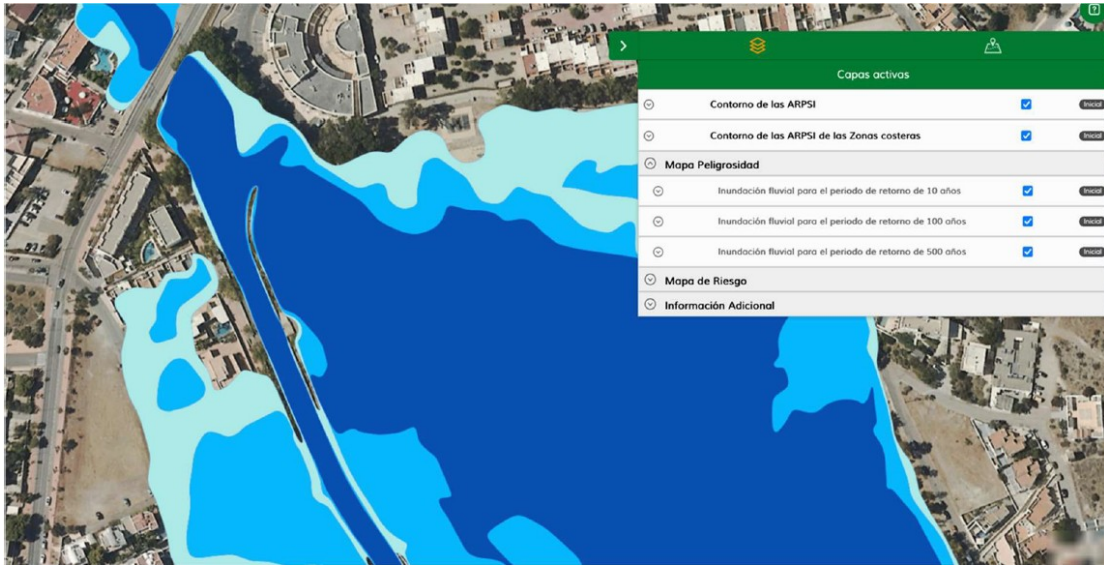 ?
Capas activas
Contorno de las ARPSI Inicial
Contorno de las ARPSI de las Zonas costeras Inicial
Mapa Peligrosidad
Inundación fluvial para el periodo de retorno de 10 años Inicial
Inundación fluvial para el periodo de retorno de 100 años Inicial
Inundación fluvial para el periodo de retorno de 500 años Inicial
Mapa de Riesgo
Información Adicional